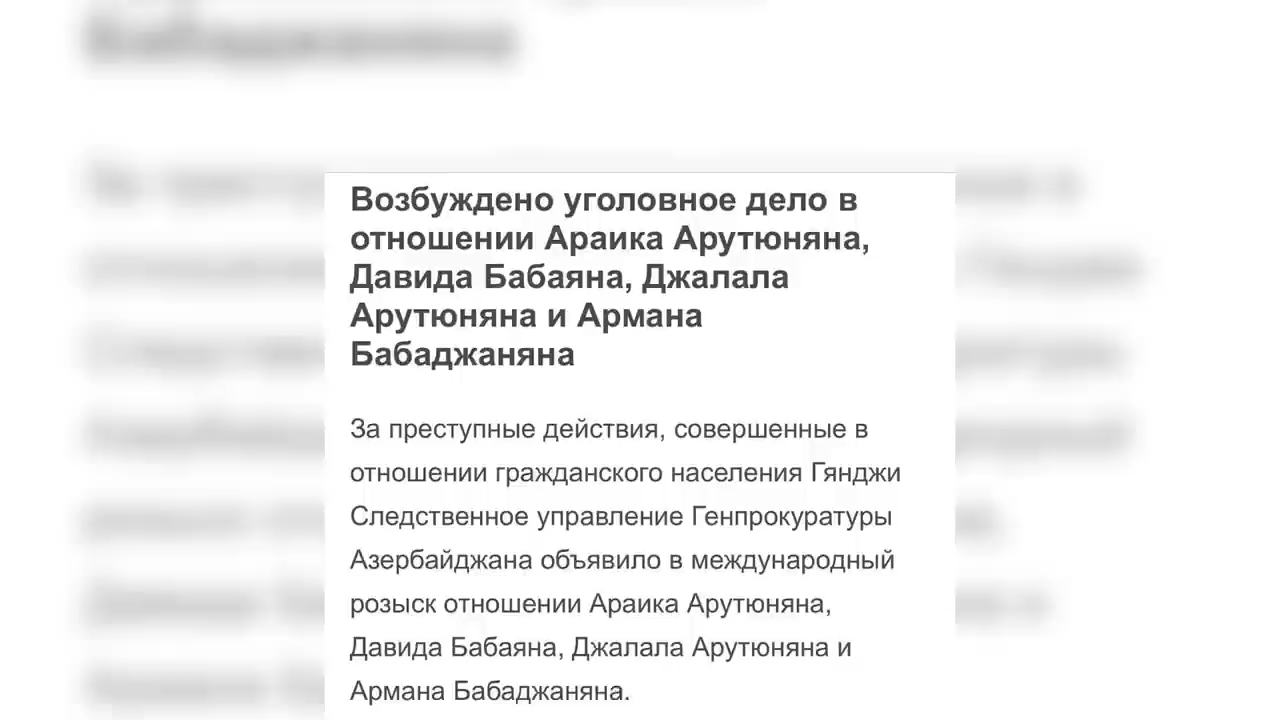 Возбуждено уголовное дело в
отношении Араика Арутюняна,
Давида Бабаяна, Джалала
Арутюняна и Армана
Бабаджаняна
За преступные действия, совершенные в
отношении гражданского населения Гянджи
Следственное управление Генпрокуратуры
Азербайджана объявило в международный
розыск отношении Араика Арутюняна,
Давида Бабаяна, Джалала Арутюняна и
Армана Бабаджаняна.